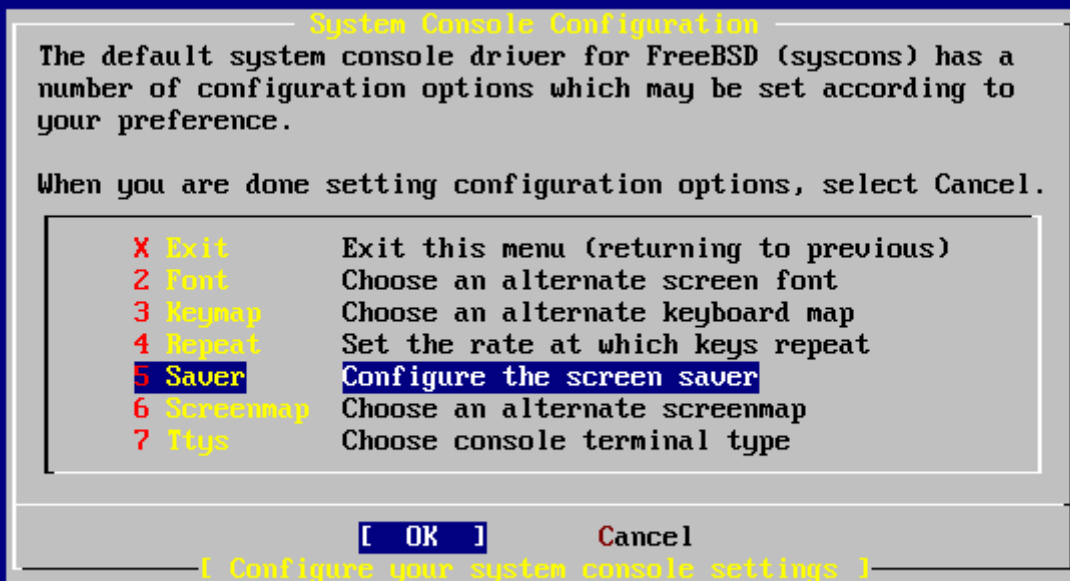 System Console Configuration
The default system console driver for FreeBSD (syscons) has a
number of configuration options which may be set according to
your preference.
When you are done setting configuration options, select Cancel.
X Exit Exit this menu (returning to previous)
2 Font Choose an alternate screen font
3 Keymap Choose an alternate keyboard map
4 Repeat Set the rate at which keys repeat
5 Saver Configure the screen saver
6 Screenmap Choose an alternate screenmap
7 Ttys Choose console terminal type
[ OK ] Cancel
[ Configure your system console settings ]